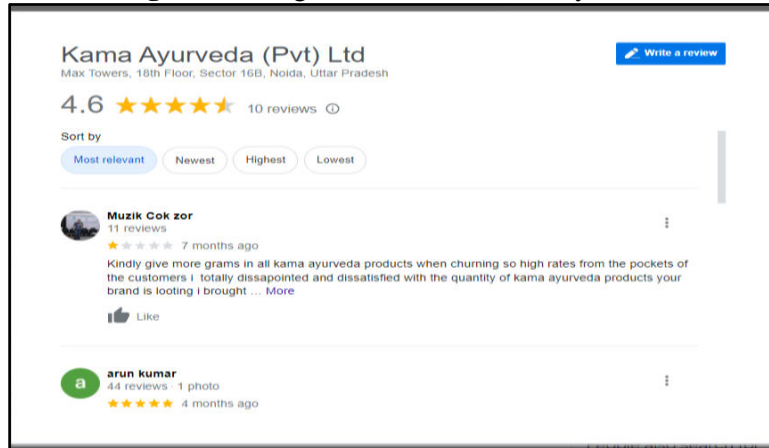 Kama Ayurveda (Pvt) Ltd
Write a review
Max Towers, 18th Floor, Sector 16B, Noida, Uttar Pradesh
4.6 10 reviews
Sort by
Most relevant Newest Highest Lowest
Muzik Cok zor
11 reviews
7 months ago
Kindly give more grams in all kama ayurveda products when churning so high rates from the pockets of
the customers i totally dissapointed and dissatisfied with the quantity of kama ayurveda products your
brand is looting i brought ... More
Like
a
arun kumar
44 reviews · 1 photo
4 months ago